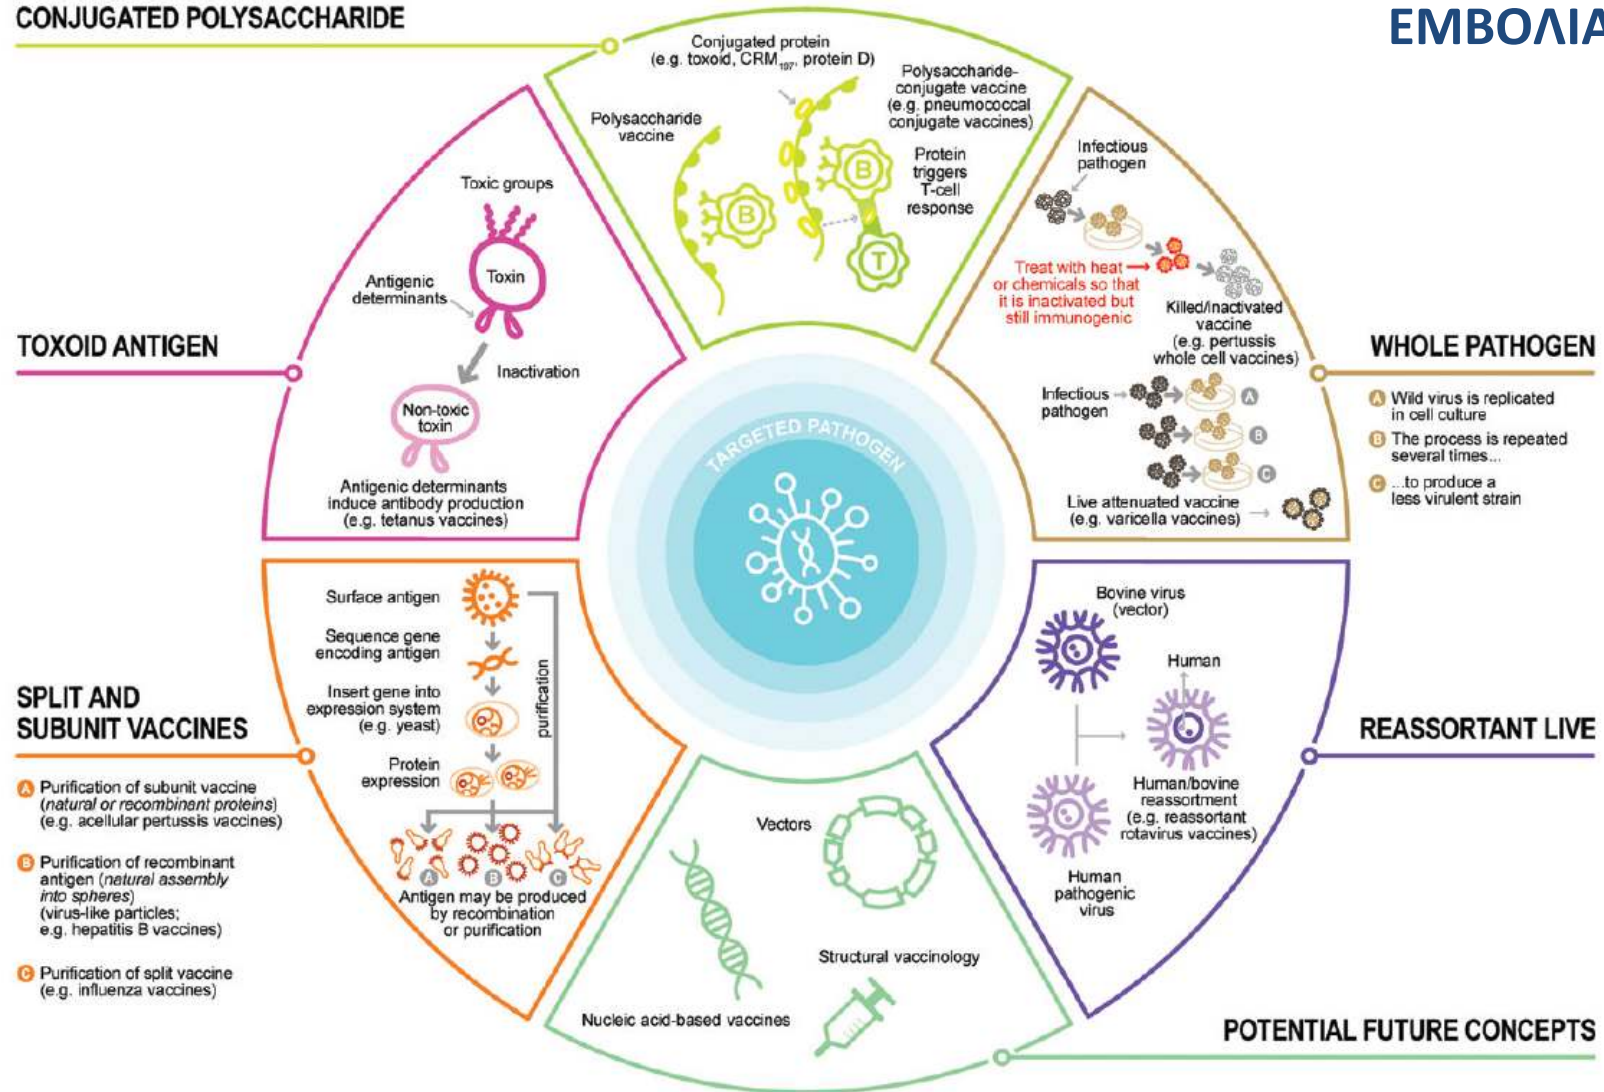 CONJUGATED POLYSACCHARIDE
ΕΜΒΟΛΙΑ
Conjugated protein
(e.g. toxoid, CRM197, protein D)
Polysaccharide
vaccine
Polysaccharide-
conjugate vaccine
(e.g. pneumococcal
conjugate vaccines)
Protein
triggers
T-cell
response
B
B
T
TOXOID ANTIGEN
Toxic groups
Toxin
Antigenic
determinants
Inactivation
Non-toxic
toxin
Antigenic determinants
induce antibody production
(e.g. tetanus vaccines)
WHOLE PATHOGEN
Infectious
pathogen
Treat with heat
or chemicals so that
it is inactivated but
still immunogenic
Killed/inactivated
vaccine
(e.g. pertussis
whole cell vaccines)
Infectious
pathogen
A
B
C
Live attenuated vaccine
(e.g. varicella vaccines)
A Wild virus is replicated
in cell culture
B The process is repeated
several times...
C ...to produce a
less virulent strain
TARGETED PATHOGEN
SPLIT AND
SUBUNIT VACCINES
A Purification of subunit vaccine
(natural or recombinant proteins)
(e.g. acellular pertussis vaccines)
B Purification of recombinant
antigen (natural assembly
into spheres)
(virus-like particles;
e.g. hepatitis B vaccines)
C Purification of split vaccine
(e.g. influenza vaccines)
Surface antigen
Sequence gene
encoding antigen
Insert gene into
expression system
(e.g. yeast)
Protein
expression
purification
A
B
C
Antigen may be produced
by recombination
or purification
REASSORTANT LIVE
Bovine virus
(vector)
Human
Human/bovine
reassortment
(e.g. reassortant
rotavirus vaccines)
Human
pathogenic
virus
Vectors
Structural vaccinology
Nucleic acid-based vaccines
POTENTIAL FUTURE CONCEPTS